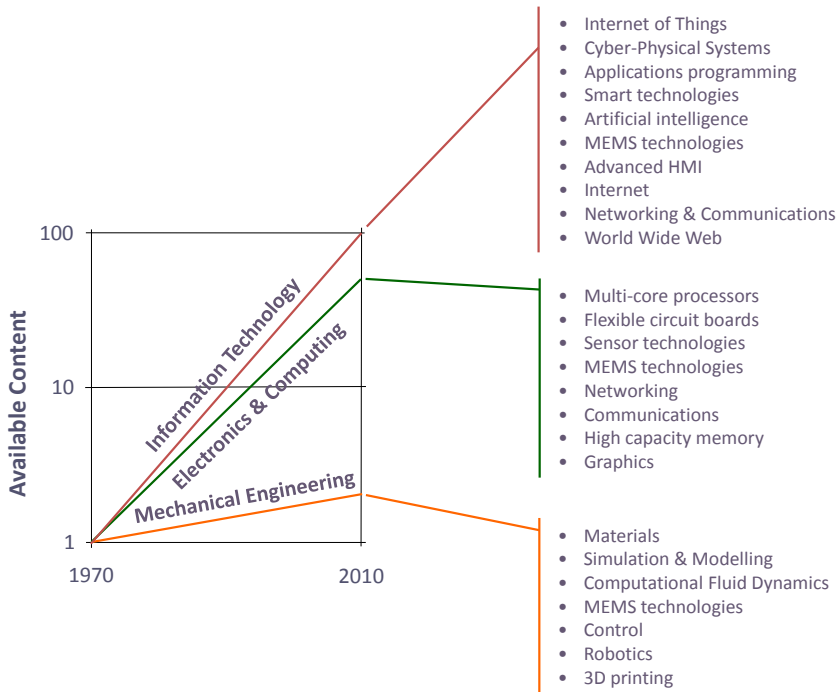 Internet of Things
Cyber-Physical Systems
Applications programming
Smart technologies
Artificial intelligence
MEMS technologies
Advanced HMI
Internet
Networking & Communications
World Wide Web
100
10
1
1970
2010
Available Content
Information Technology
Electronics & Computing
Mechanical Engineering
Multi-core processors
Flexible circuit boards
Sensor technologies
MEMS technologies
Networking
Communications
High capacity memory
Graphics
Materials
Simulation & Modelling
Computational Fluid Dynamics
MEMS technologies
Control
Robotics
3D printing